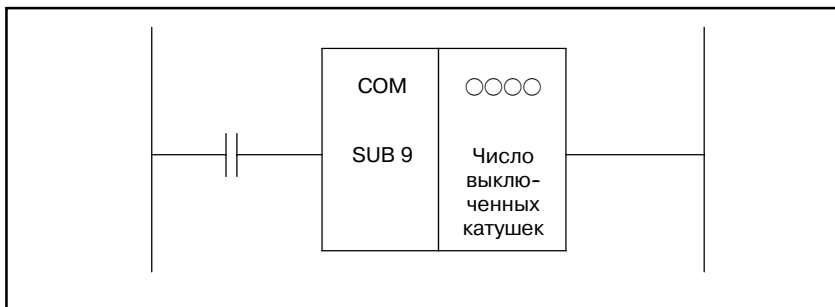 COM
○○○○
SUB 9
Число
выклю-
ченных
катушек